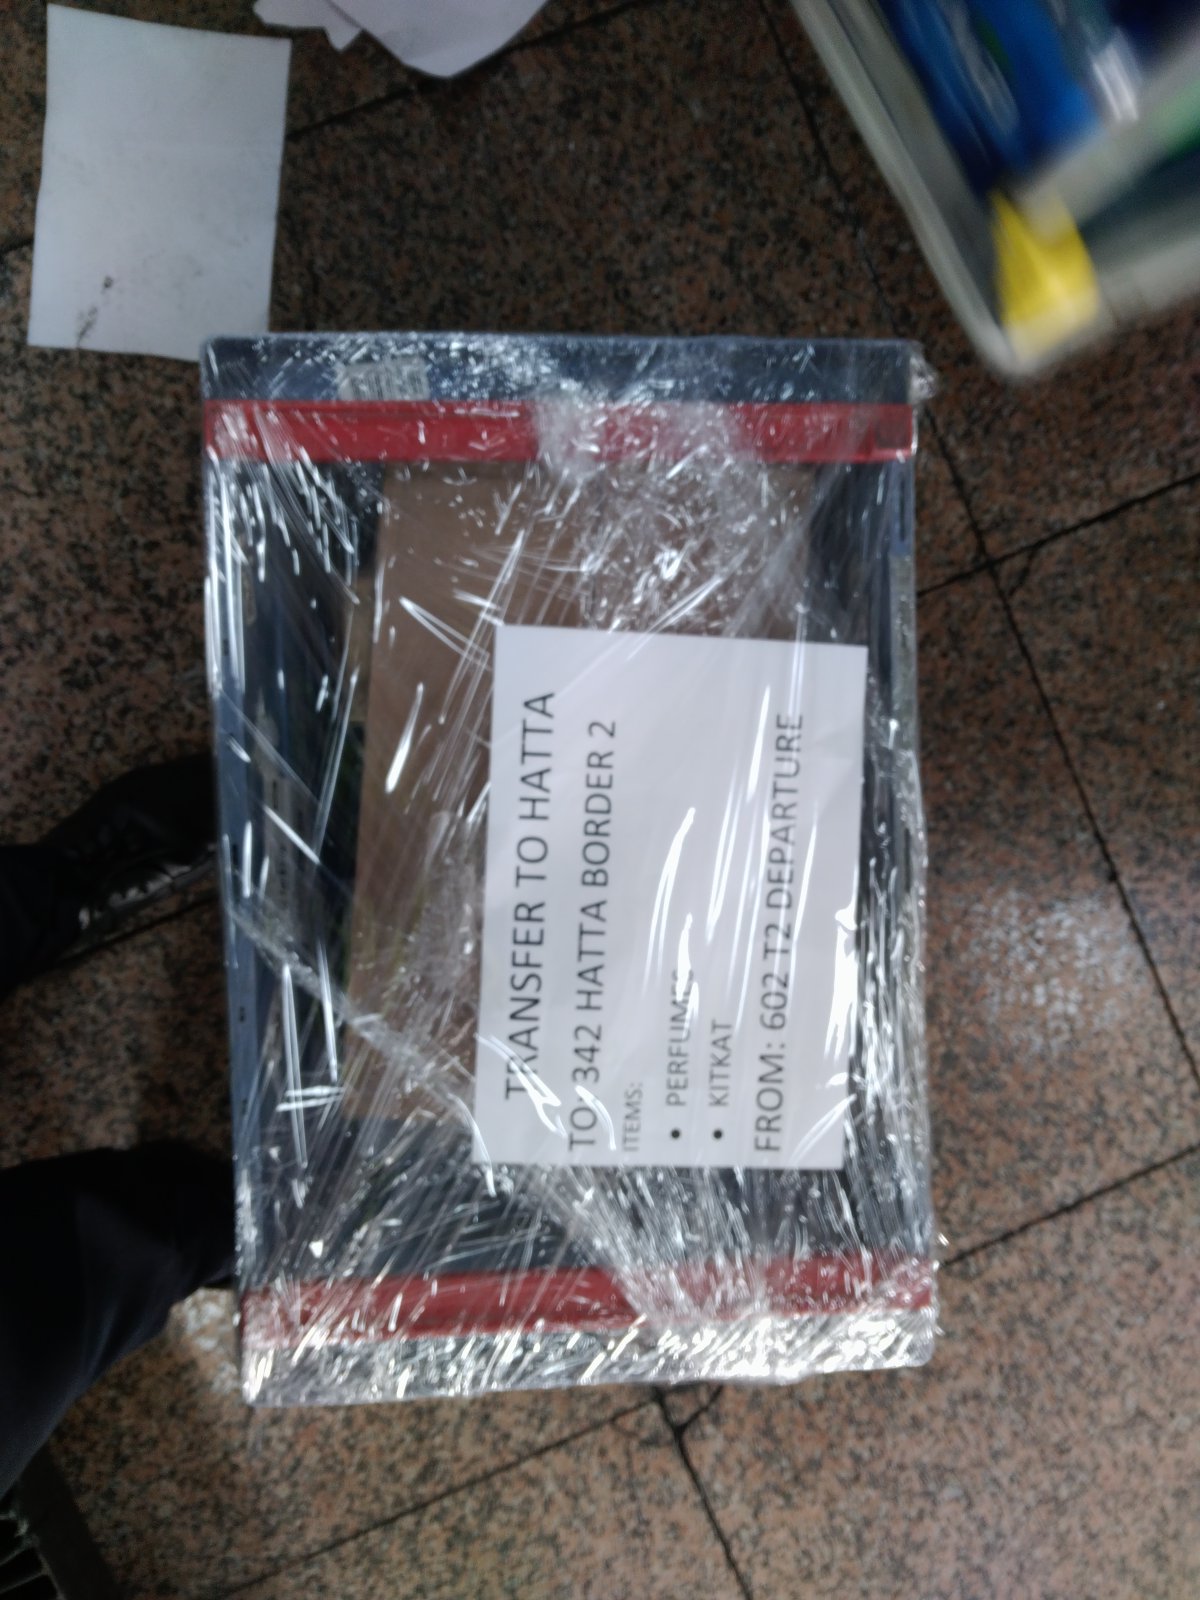 TRANSFER TO HATTA
TO 342 HATTA BORDER 2
ITEMS:
• PERFUMES
• KITKAT
FROM: 602 T2 DEPARTURE